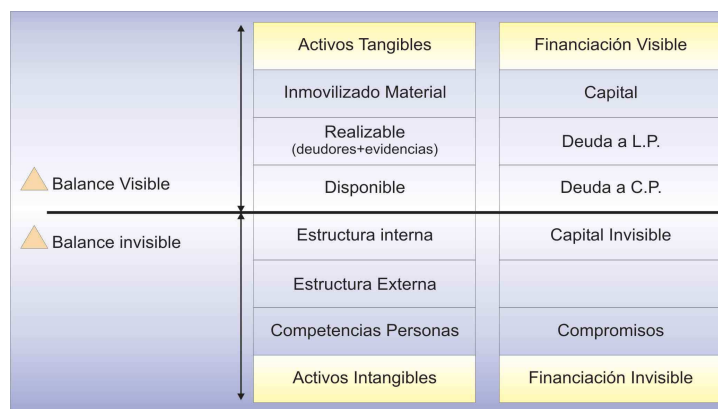 Activos Tangibles
Financiación Visible
Inmovilizado Material
Capital
Realizable
(deudores+evidencias)
Deuda a L.P.
Balance Visible
Disponible
Deuda a C.P.
Balance invisible
Estructura interna
Capital Invisible
Estructura Externa
Competencias Personas
Compromisos
Activos Intangibles
Financiación Invisible